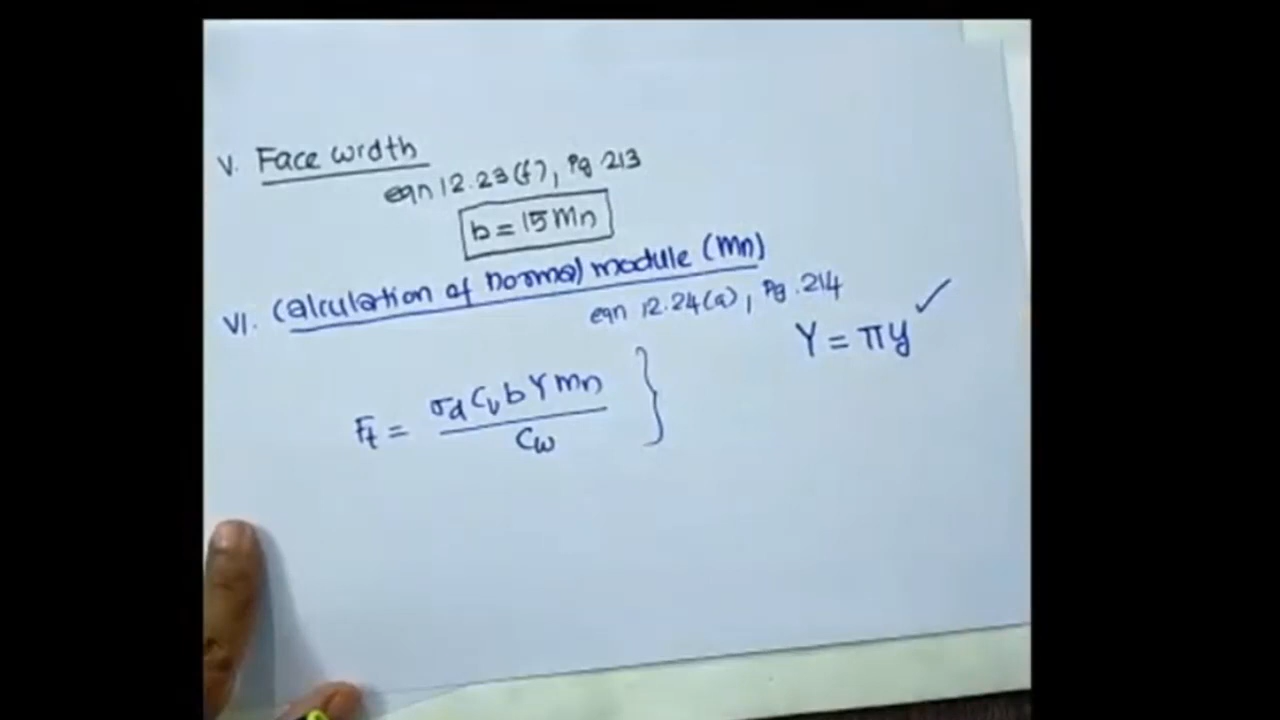 V. Face width
eqn 12.23(f), Pg.213
b = 15 Mn
VI. Calculation of normal module (Mn)
eqn 12.24(a), Pg.214
Y = πy ✓
Ft = σd Cv b Y mn / Cw }